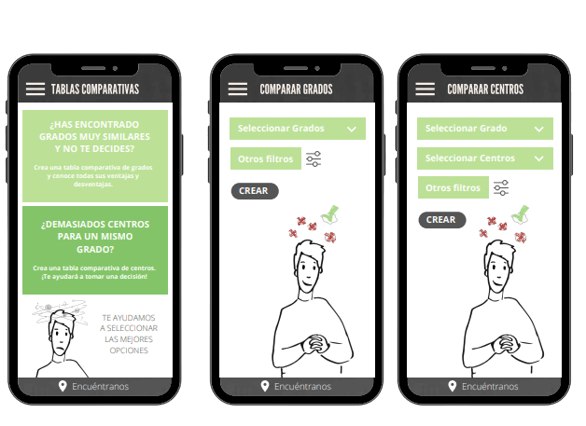 TABLAS COMPARATIVAS
¿HAS ENCONTRADO
GRADOS MUY SIMILARES
Y NO TE DECIDES?
Crea una tabla comparativa de grados
y conoce todas sus ventajas y
desventajas.
¿DEMASIADOS CENTROS
PARA UN MISMO
GRADO?
Crea una tabla comparativa de centros.
¡Te ayudará a tomar una decisión!
TE AYUDAMOS
A SELECCIONAR
LAS MEJORES
OPCIONES
Encuéntranos
COMPARAR GRADOS
Seleccionar Grados
Otros filtros
CREAR
Encuéntranos
COMPARAR CENTROS
Seleccionar Grado
Seleccionar Centros
Otros filtros
CREAR
Encuéntranos